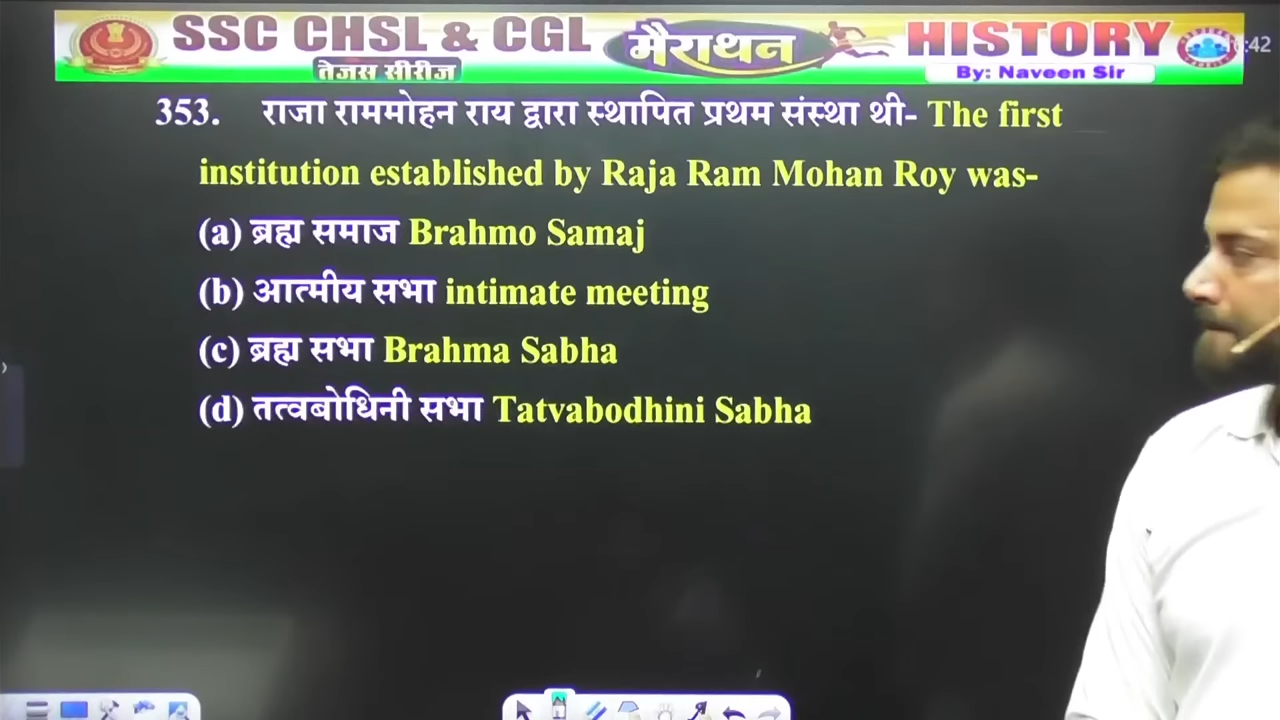 SSC CHSL & CGL मैराथन HISTORY
तेजस सीरीज By: Naveen Sir
353. राजा राममोहन राय द्वारा स्थापित प्रथम संस्था थी- The first
institution established by Raja Ram Mohan Roy was-
(a) ब्रह्म समाज Brahmo Samaj
(b) आत्मीय सभा intimate meeting
(c) ब्रह्म सभा Brahma Sabha
(d) तत्वबोधिनी सभा Tatvabodhini Sabha